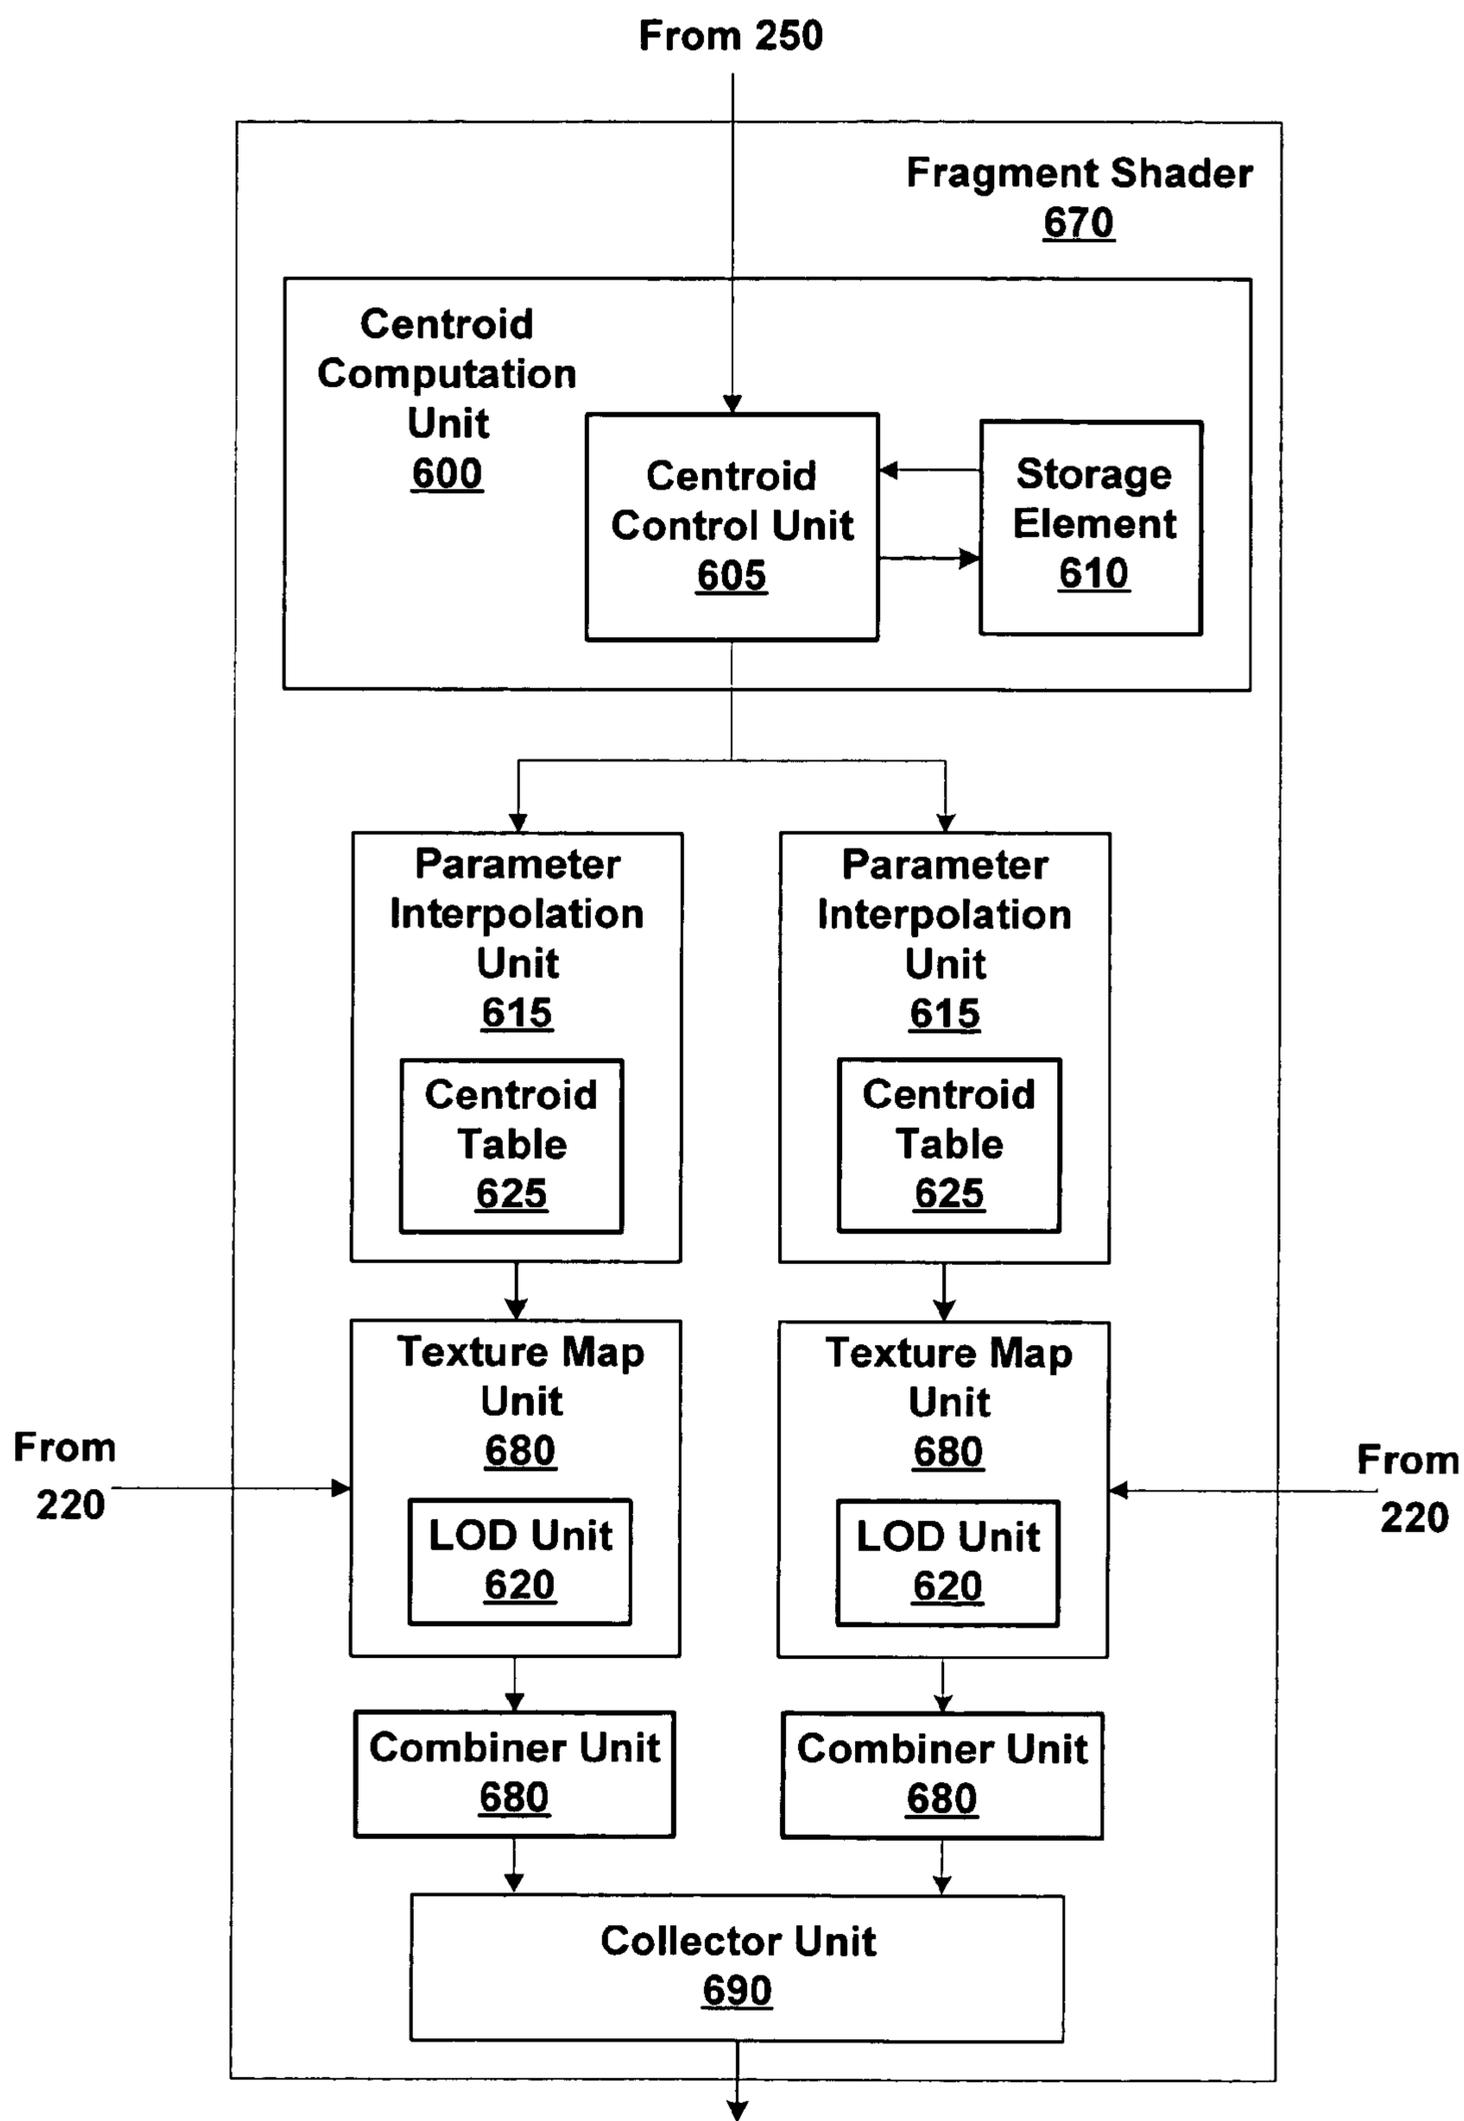 From 250
Fragment Shader
670
Centroid
Computation
Unit
600
Centroid
Control Unit
605
Storage
Element
610
Parameter
Interpolation
Unit
615
Centroid
Table
625
Parameter
Interpolation
Unit
615
Centroid
Table
625
From
220
Texture Map
Unit
680
LOD Unit
620
Texture Map
Unit
680
LOD Unit
620
From
220
Combiner Unit
680
Combiner Unit
680
Collector Unit
690